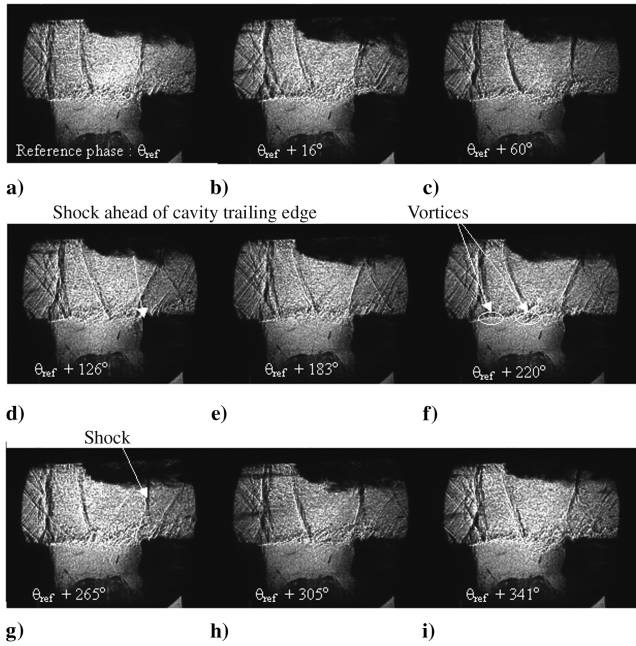 Reference phase : θref
θref + 16°
θref + 60°
a)
b)
c)
Shock ahead of cavity trailing edge
Vortices
θref + 126°
θref + 183°
θref + 220°
d)
e)
f)
Shock
θref + 265°
θref + 305°
θref + 341°
g)
h)
i)